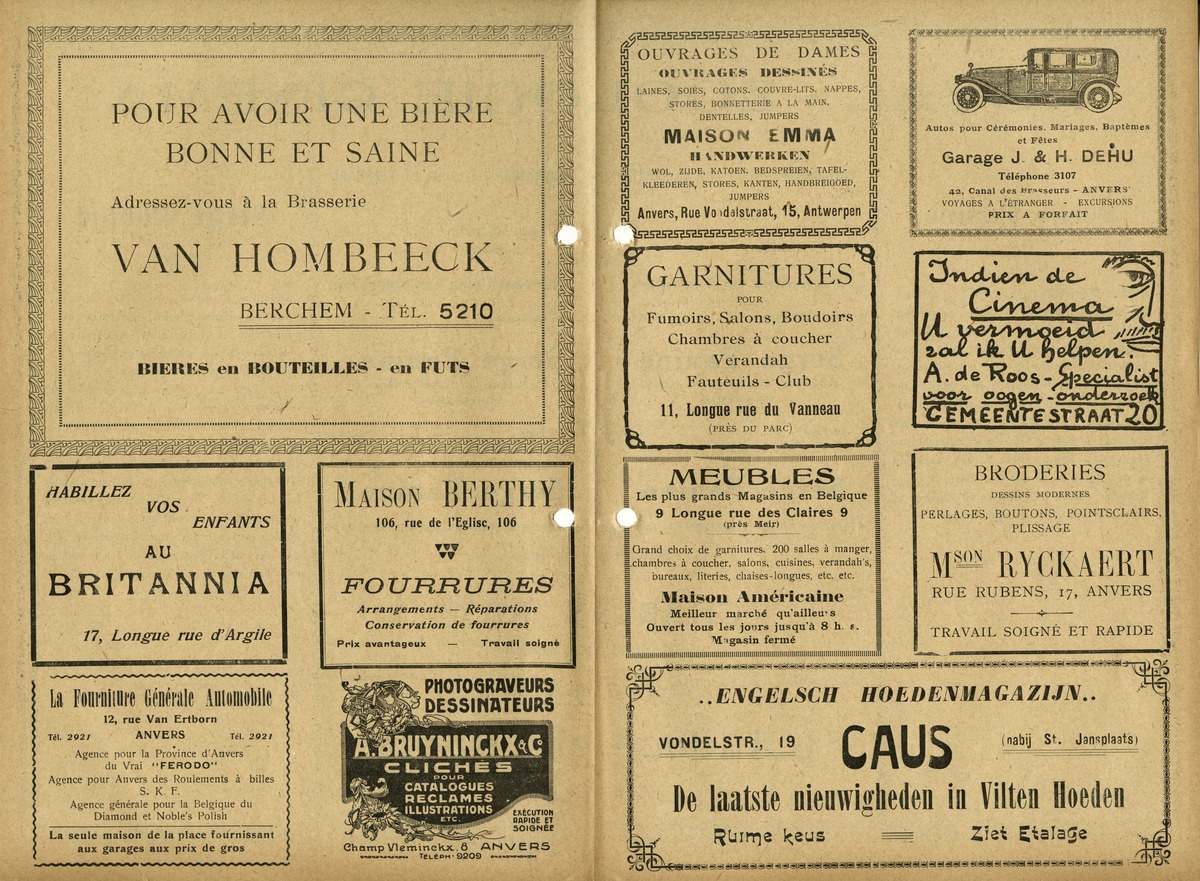 POUR AVOIR UNE BIÈRE
BONNE ET SAINE
Adressez-vous à la Brasserie
VAN HOMBEECK
BERCHEM - TÉL. 5210
BIERES en BOUTEILLES - en FUTS
HABILLEZ
VOS
ENFANTS
AU
BRITANNIA
17, Longue rue d'Argile
MAISON BERTHY
106, rue de l'Eglise, 106
FOURRURES
Arrangements — Réparations
Conservation de fourrures
Prix avantageux — Travail soigné
La Fourniture Générale Automobile
12, rue Van Ertborn
Tél. 2921 ANVERS Tél. 2921
Agence pour la Province d'Anvers
du Vrai "FERODO"
Agence pour Anvers des Roulements à billes
S. K. F.
Agence générale pour la Belgique du
Diamond et Noble's Polish
La seule maison de la place fournissant
aux garages aux prix de gros
PHOTOGRAVEURS
DESSINATEURS
A. BRUYNINCKX & Co
CLICHÉS
POUR
CATALOGUES
RECLAMES
ILLUSTRATIONS
ETC.
EXÉCUTION
RAPIDE ET
SOIGNÉE
Champ Vleminckx. 8 ANVERS
TELEPH. 9209
OUVRAGES DE DAMES
OUVRAGES DESSINÉS
LAINES, SOIES, COTONS, COUVRE-LITS, NAPPES,
STORES, BONNETTERIE A LA MAIN,
DENTELLES, JUMPERS
MAISON EMMA
HANDWERKEN
WOL, ZIJDE, KATOEN, BEDSPREIEN, TAFEL-
KLEEDEREN, STORES, KANTEN, HANDBREIGOED,
JUMPERS
Anvers, Rue Vondelstraat, 15, Antwerpen
Autos pour Cérémonies, Mariages, Baptêmes
et Fêtes
Garage J. & H. DEHU
Téléphone 3107
42, Canal des Brasseurs - ANVERS
VOYAGES A L'ÉTRANGER - EXCURSIONS
PRIX A FORFAIT
GARNITURES
POUR
Fumoirs, Salons, Boudoirs
Chambres à coucher
Verandah
Fauteuils - Club
11, Longue rue du Vanneau
(PRÈS DU PARC)
Indien de
Cinema
U vermoeid
zal ik U helpen.
A. de Roos - Specialist
voor oogen-onderzoek
GEMEENTESTRAAT 20
MEUBLES
Les plus grands Magasins en Belgique
9 Longue rue des Claires 9
(près Meir)
Grand choix de garnitures. 200 salles à manger,
chambres à coucher, salons, cuisines, verandah's,
bureaux, literies, chaises-longues, etc. etc.
Maison Américaine
Meilleur marché qu'ailleurs
Ouvert tous les jours jusqu'à 8 h. s.
Magasin fermé
BRODERIES
DESSINS MODERNES
PERLAGES, BOUTONS, POINTSCLAIRS,
PLISSAGE
MSON RYCKAERT
RUE RUBENS, 17, ANVERS
TRAVAIL SOIGNÉ ET RAPIDE
..ENGELSCH HOEDENMAGAZIJN..
VONDELSTR., 19 CAUS (nabij St. Jansplaats)
De laatste nieuwigheden in Vilten Hoeden
Ruime keus Ziet Etalage